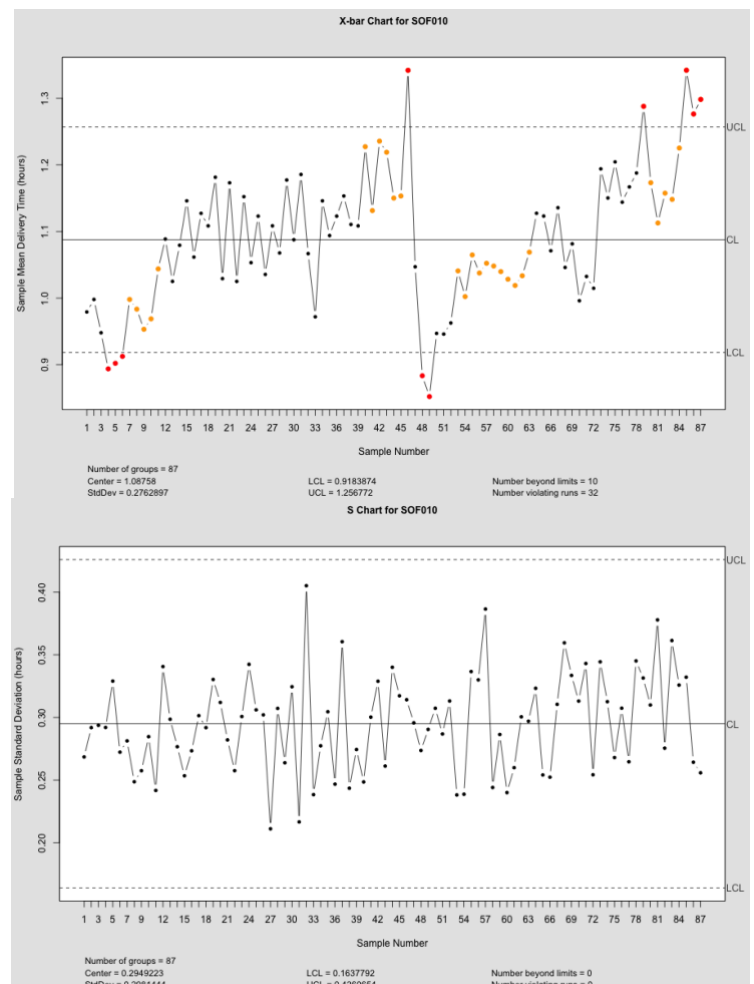 X-bar Chart for SOF010
Sample Mean Delivery Time (hours)
1.3
1.2
1.1
1.0
0.9
UCL
CL
LCL
1 3 5 7 9 12 15 18 21 24 27 30 33 36 39 42 45 48 51 54 57 60 63 66 69 72 75 78 81 84 87
Sample Number
Number of groups = 87
Center = 1.08758 LCL = 0.9183874 Number beyond limits = 10
StdDev = 0.2762897 UCL = 1.256772 Number violating runs = 32
S Chart for SOF010
Sample Standard Deviation (hours)
0.40
0.35
0.30
0.25
0.20
UCL
CL
LCL
1 3 5 7 9 12 15 18 21 24 27 30 33 36 39 42 45 48 51 54 57 60 63 66 69 72 75 78 81 84 87
Sample Number
Number of groups = 87
Center = 0.2949223 LCL = 0.1637792 Number beyond limits = 0